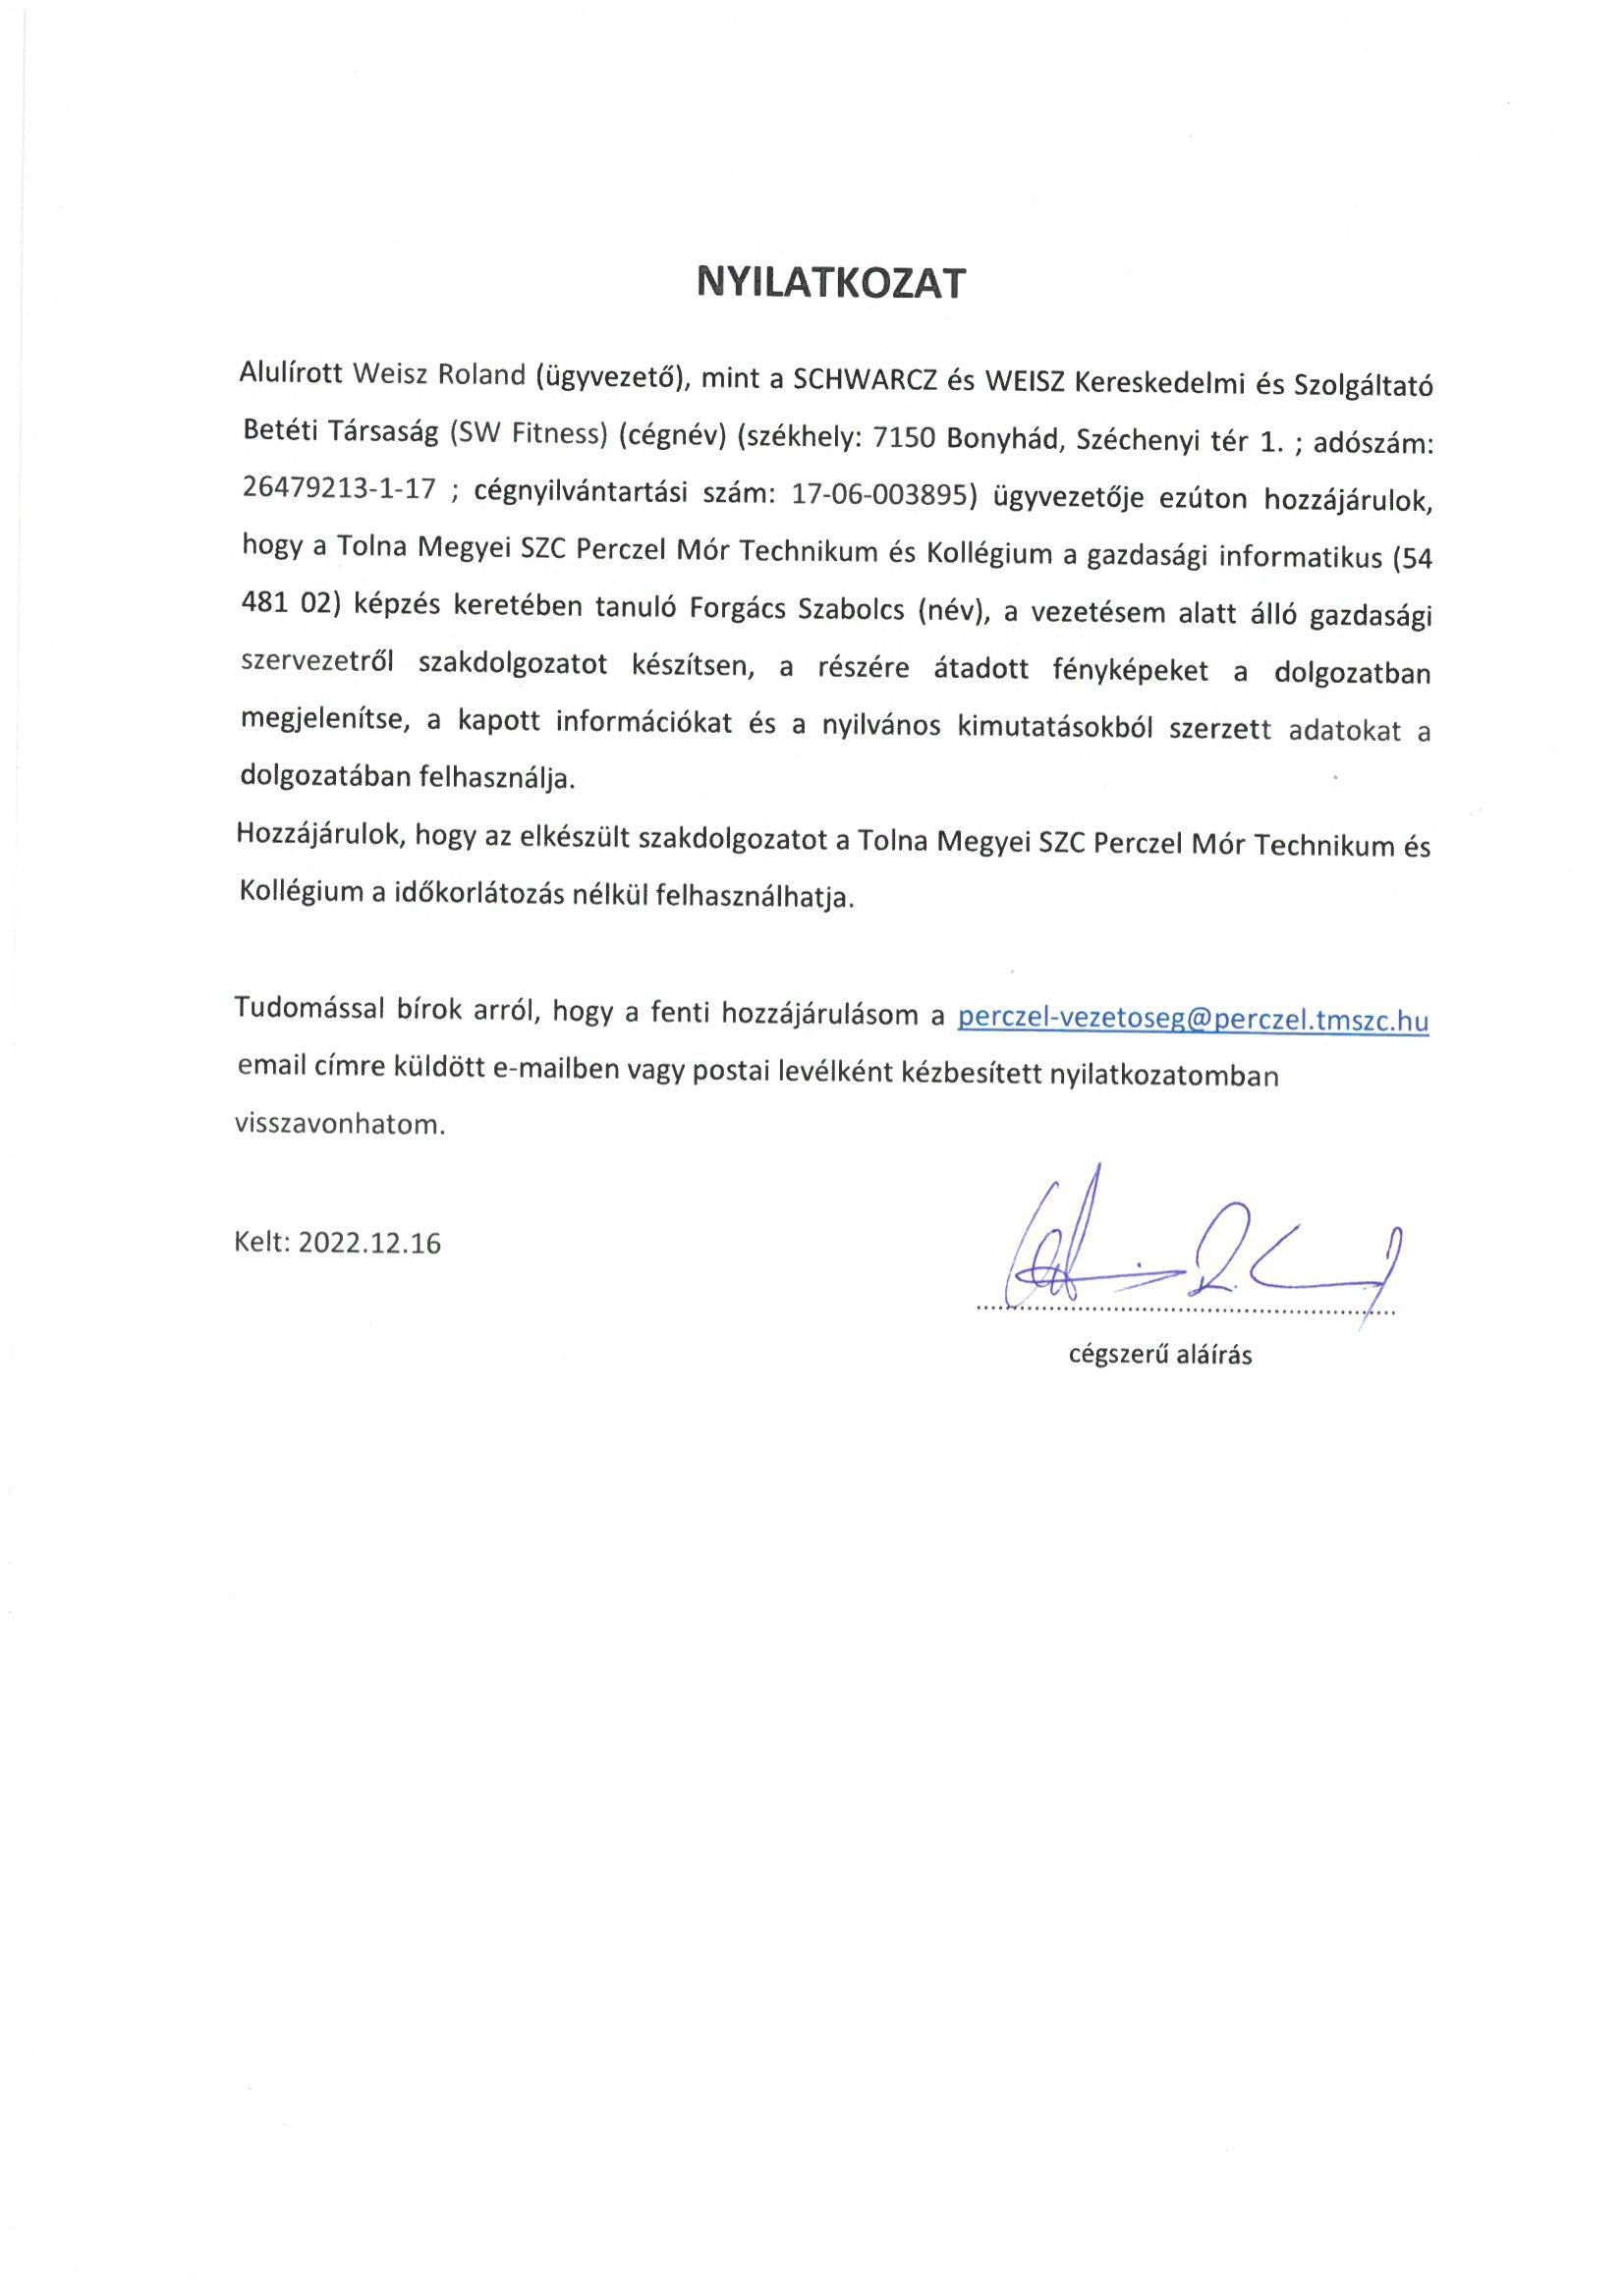 NYILATKOZAT
Alulírott Weisz Roland (ügyvezető), mint a SCHWARCZ és WEISZ Kereskedelmi és Szolgáltató
Betéti Társaság (SW Fitness) (cégnév) (székhely: 7150 Bonyhád, Széchenyi tér 1. ; adószám:
26479213-1-17 ; cégnyilvántartási szám: 17-06-003895) ügyvezetője ezúton hozzájárulok,
hogy a Tolna Megyei SZC Perczel Mór Technikum és Kollégium a gazdasági informatikus (54
481 02) képzés keretében tanuló Forgács Szabolcs (név), a vezetésem alatt álló gazdasági
szervezetről szakdolgozatot készítsen, a részére átadott fényképeket a dolgozatban
megjelenítse, a kapott információkat és a nyilvános kimutatásokból szerzett adatokat a
dolgozatában felhasználja.
Hozzájárulok, hogy az elkészült szakdolgozatot a Tolna Megyei SZC Perczel Mór Technikum és
Kollégium a időkorlátozás nélkül felhasználhatja.
Tudomással bírok arról, hogy a fenti hozzájárulásom a perczel-vezetoseg@perczel.tmszc.hu
email címre küldött e-mailben vagy postai levélként kézbesített nyilatkozatomban
visszavonhatom.
Kelt: 2022.12.16
cégszerű aláírás